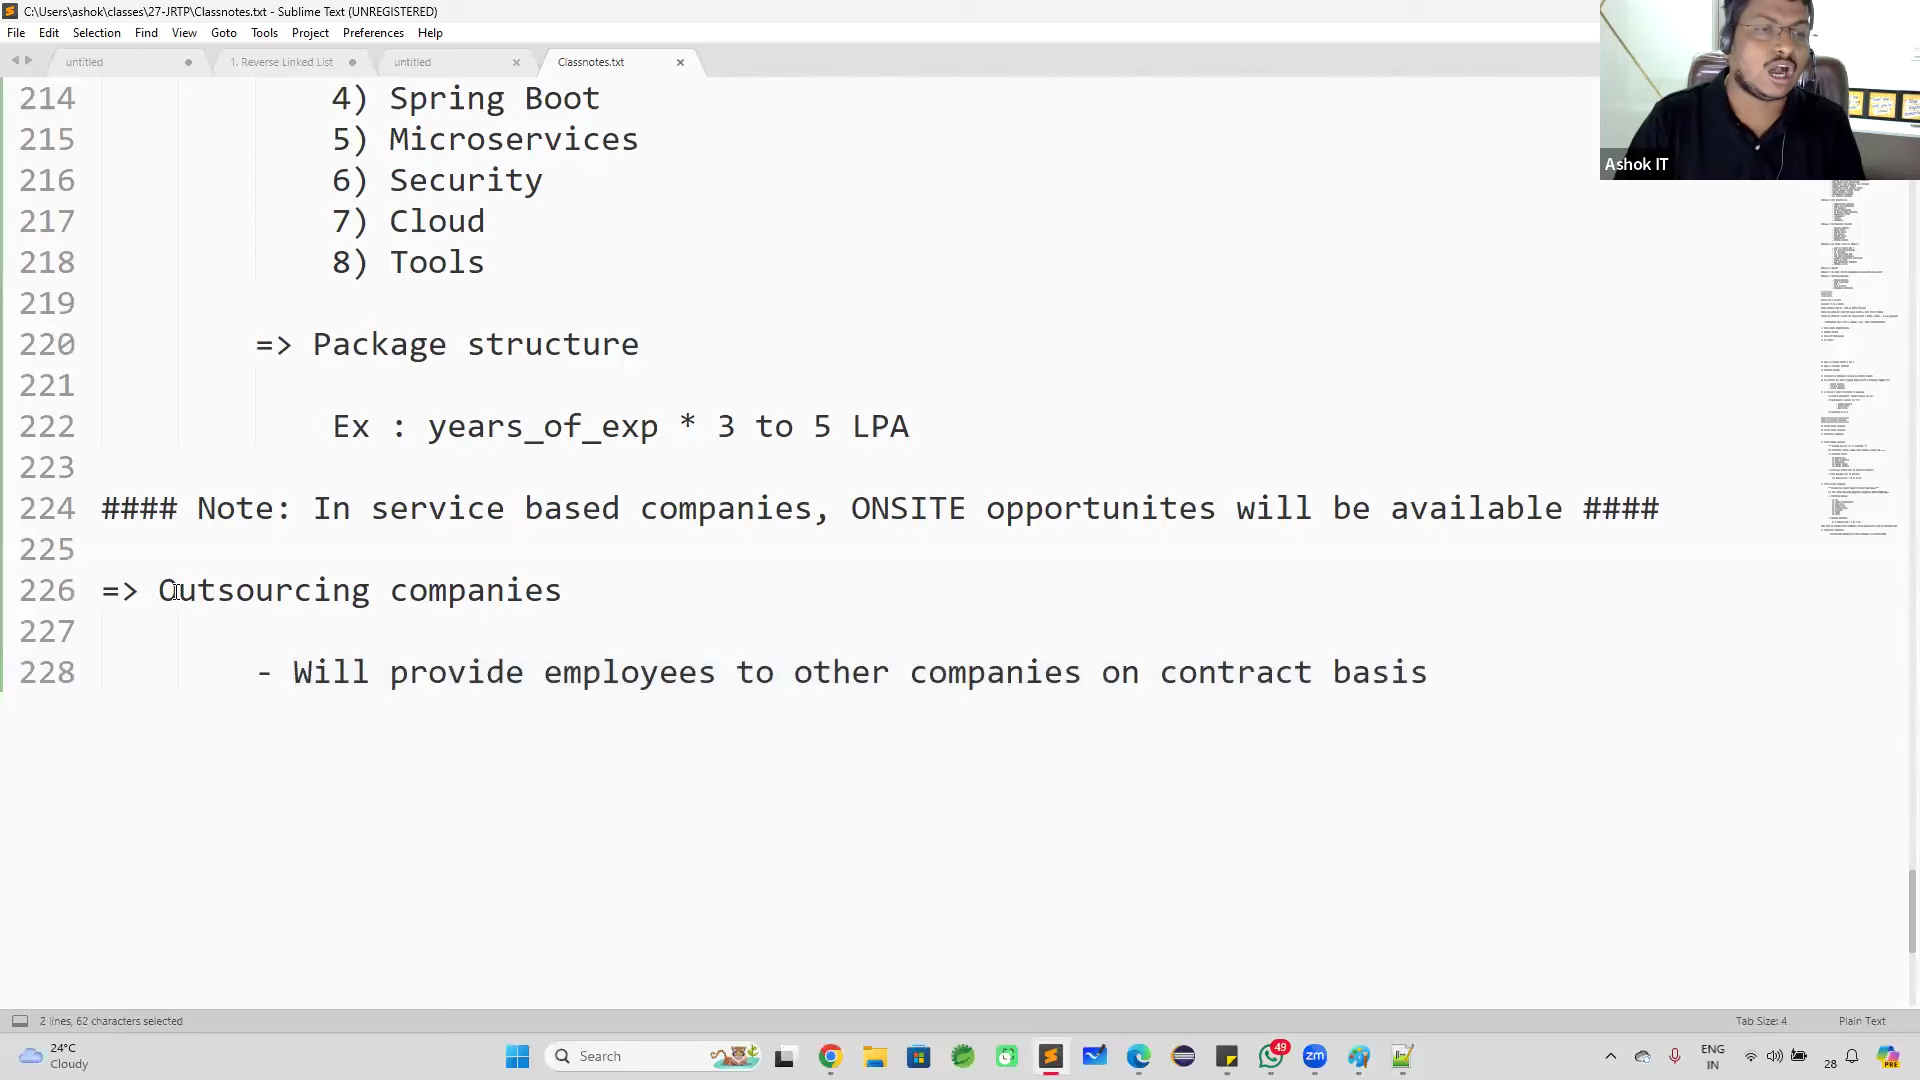 C:\Users\ashok\classes\27-JRTP\Classnotes.txt - Sublime Text (UNREGISTERED)
File Edit Selection Find View Goto Tools Project Preferences Help
untitled 1. Reverse Linked List untitled Classnotes.txt
214 4) Spring Boot
215 5) Microservices
Ashok IT
216 6) Security
217 7) Cloud
218 8) Tools
219
220 => Package structure
221
222 Ex : years_of_exp * 3 to 5 LPA
223
224 #### Note: In service based companies, ONSITE opportunites will be available ####
225
226 => Outsourcing companies
227
228 - Will provide employees to other companies on contract basis
2 lines, 62 characters selected Tab Size: 4 Plain Text
24°C
Cloudy
Search
49
zm
ENG
IN
28
PRE